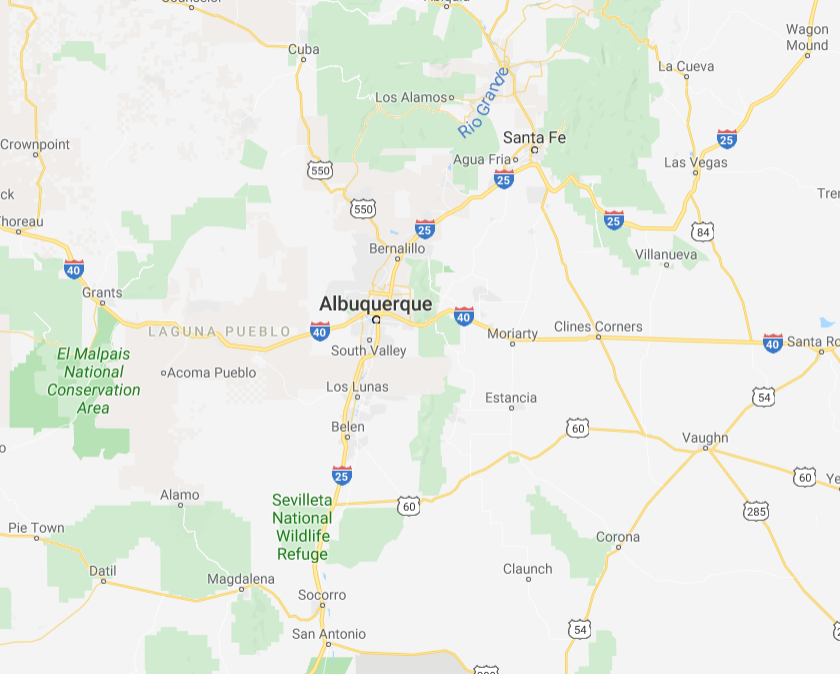 Cuba
Wagon
Mound
La Cueva
Los Alamos
Rio Grande
Santa Fe
25
Crownpoint
Agua Fria
Las Vegas
550
25
ck
550
25
Thoreau
25
84
Bernalillo
Villanueva
40
Grants
Albuquerque
40
LAGUNA PUEBLO
40
Clines Corners
Moriarty
40
Santa Ro
South Valley
El Malpais
National
Conservation
Area
Acoma Pueblo
Los Lunas
Estancia
54
Belen
60
Vaughn
25
60
Ye
Alamo
Sevilleta
National
Wildlife
Refuge
60
285
Pie Town
Corona
Datil
Magdalena
Claunch
Socorro
San Antonio
54